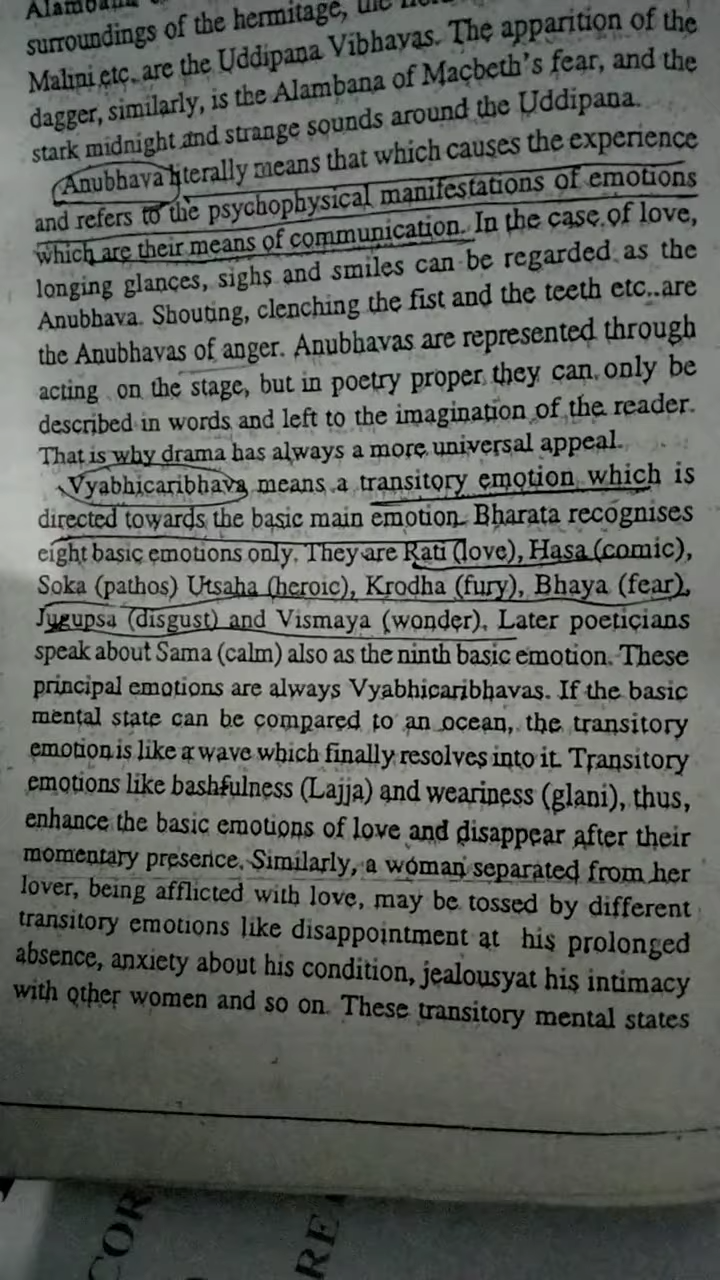 surroundings of the hermitage, the
Malini etc. are the Uddipana Vibhavas. The apparition of the
dagger, similarly, is the Alambana of Macbeth's fear, and the
stark midnight and strange sounds around the Uddipana.
Anubhava literally means that which causes the experience
and refers to the psychophysical manifestations of emotions
which are their means of communication. In the case of love,
longing glances, sighs and smiles can be regarded as the
Anubhava. Shouting, clenching the fist and the teeth etc..are
the Anubhavas of anger. Anubhavas are represented through
acting on the stage, but in poetry proper they can only be
described in words and left to the imagination of the reader.
That is why drama has always a more universal appeal.
Vyabhicaribhava means a transitory emotion which is
directed towards the basic main emotion. Bharata recognises
eight basic emotions only. They are Rati (love), Hasa (comic),
Soka (pathos) Utsaha (heroic), Krodha (fury), Bhaya (fear),
Jugupsa (disgust) and Vismaya (wonder). Later poeticians
speak about Sama (calm) also as the ninth basic emotion. These
principal emotions are always Vyabhicaribhavas. If the basic
mental state can be compared to an ocean, the transitory
emotion is like a wave which finally resolves into it. Transitory
emotions like bashfulness (Lajja) and weariness (glani), thus,
enhance the basic emotions of love and disappear after their
momentary presence. Similarly, a woman separated from her
lover, being afflicted with love, may be tossed by different
transitory emotions like disappointment at his prolonged
absence, anxiety about his condition, jealousyat his intimacy
with other women and so on. These transitory mental states